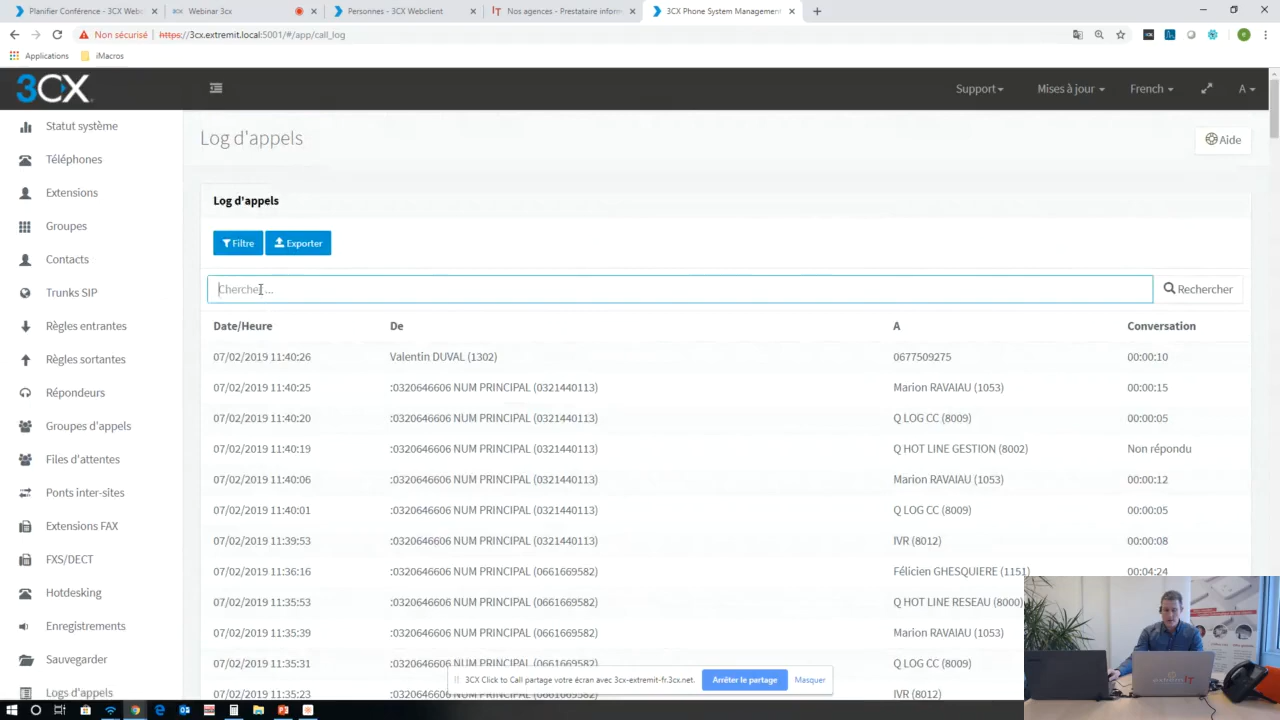 Planifier Conférence - 3CX Webc
Webinar 3cx
Personnes - 3CX Webclient
Nos agences - Prestataire inform
3CX Phone System Management
Non sécurisé
https://3cx.extremit.local:5001/#/app/call_log
Applications
iMacros
3CX
Support
Mises à jour
French
A
Statut système
Téléphones
Extensions
Groupes
Contacts
Trunks SIP
Règles entrantes
Règles sortantes
Répondeurs
Groupes d'appels
Files d'attentes
Ponts inter-sites
Extensions FAX
FXS/DECT
Hotdesking
Enregistrements
Sauvegarder
Logs d'appels
Log d'appels
Aide
Log d'appels
Filtre
Exporter
Chercher ...
Rechercher
Date/Heure De A Conversation
07/02/2019 11:40:26 Valentin DUVAL (1302) 0677509275 00:00:10
07/02/2019 11:40:25 :0320646606 NUM PRINCIPAL (0321440113) Marion RAVAIAU (1053) 00:00:15
07/02/2019 11:40:20 :0320646606 NUM PRINCIPAL (0321440113) Q LOG CC (8009) 00:00:05
07/02/2019 11:40:19 :0320646606 NUM PRINCIPAL (0321440113) Q HOT LINE GESTION (8002) Non répondu
07/02/2019 11:40:06 :0320646606 NUM PRINCIPAL (0321440113) Marion RAVAIAU (1053) 00:00:12
07/02/2019 11:40:01 :0320646606 NUM PRINCIPAL (0321440113) Q LOG CC (8009) 00:00:05
07/02/2019 11:39:53 :0320646606 NUM PRINCIPAL (0321440113) IVR (8012) 00:00:08
07/02/2019 11:36:16 :0320646606 NUM PRINCIPAL (0661669582) Félicien GHESQUIERE (1151) 00:04:24
07/02/2019 11:35:53 :0320646606 NUM PRINCIPAL (0661669582) Q HOT LINE RESEAU (8000)
07/02/2019 11:35:39 :0320646606 NUM PRINCIPAL (0661669582) Marion RAVAIAU (1053)
07/02/2019 11:35:31 :0320646606 NUM PRINCIPAL (0661669582) Q LOG CC (8009)
07/02/2019 11:35:23 IVR (8012)
3CX Click to Call partage votre écran avec 3cx-extremit-fr.3cx.net.
Arrêter le partage
Masquer